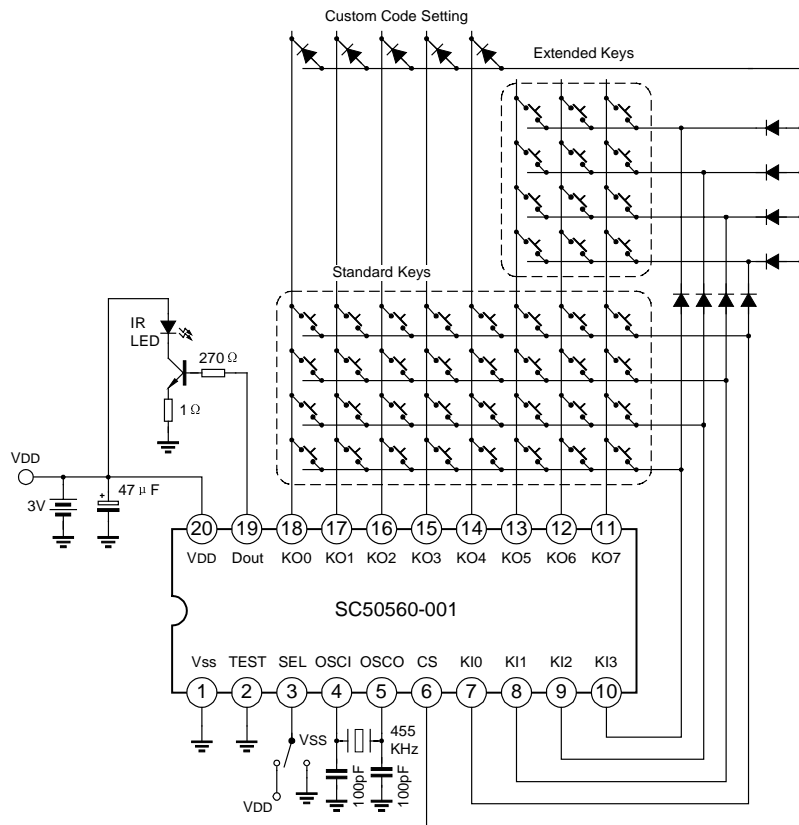 Custom Code Setting
Extended Keys
Standard Keys
IR
LED
270 Ω
1 Ω
VDD
3V
+
47 μ F
20 19 18 17 16 15 14 13 12 11
VDD Dout KO0 KO1 KO2 KO3 KO4 KO5 KO6 KO7
SC50560-001
Vss TEST SEL OSCI OSCO CS KI0 KI1 KI2 KI3
1 2 3 4 5 6 7 8 9 10
VSS
455
KHz
100pF
100pF
VDD